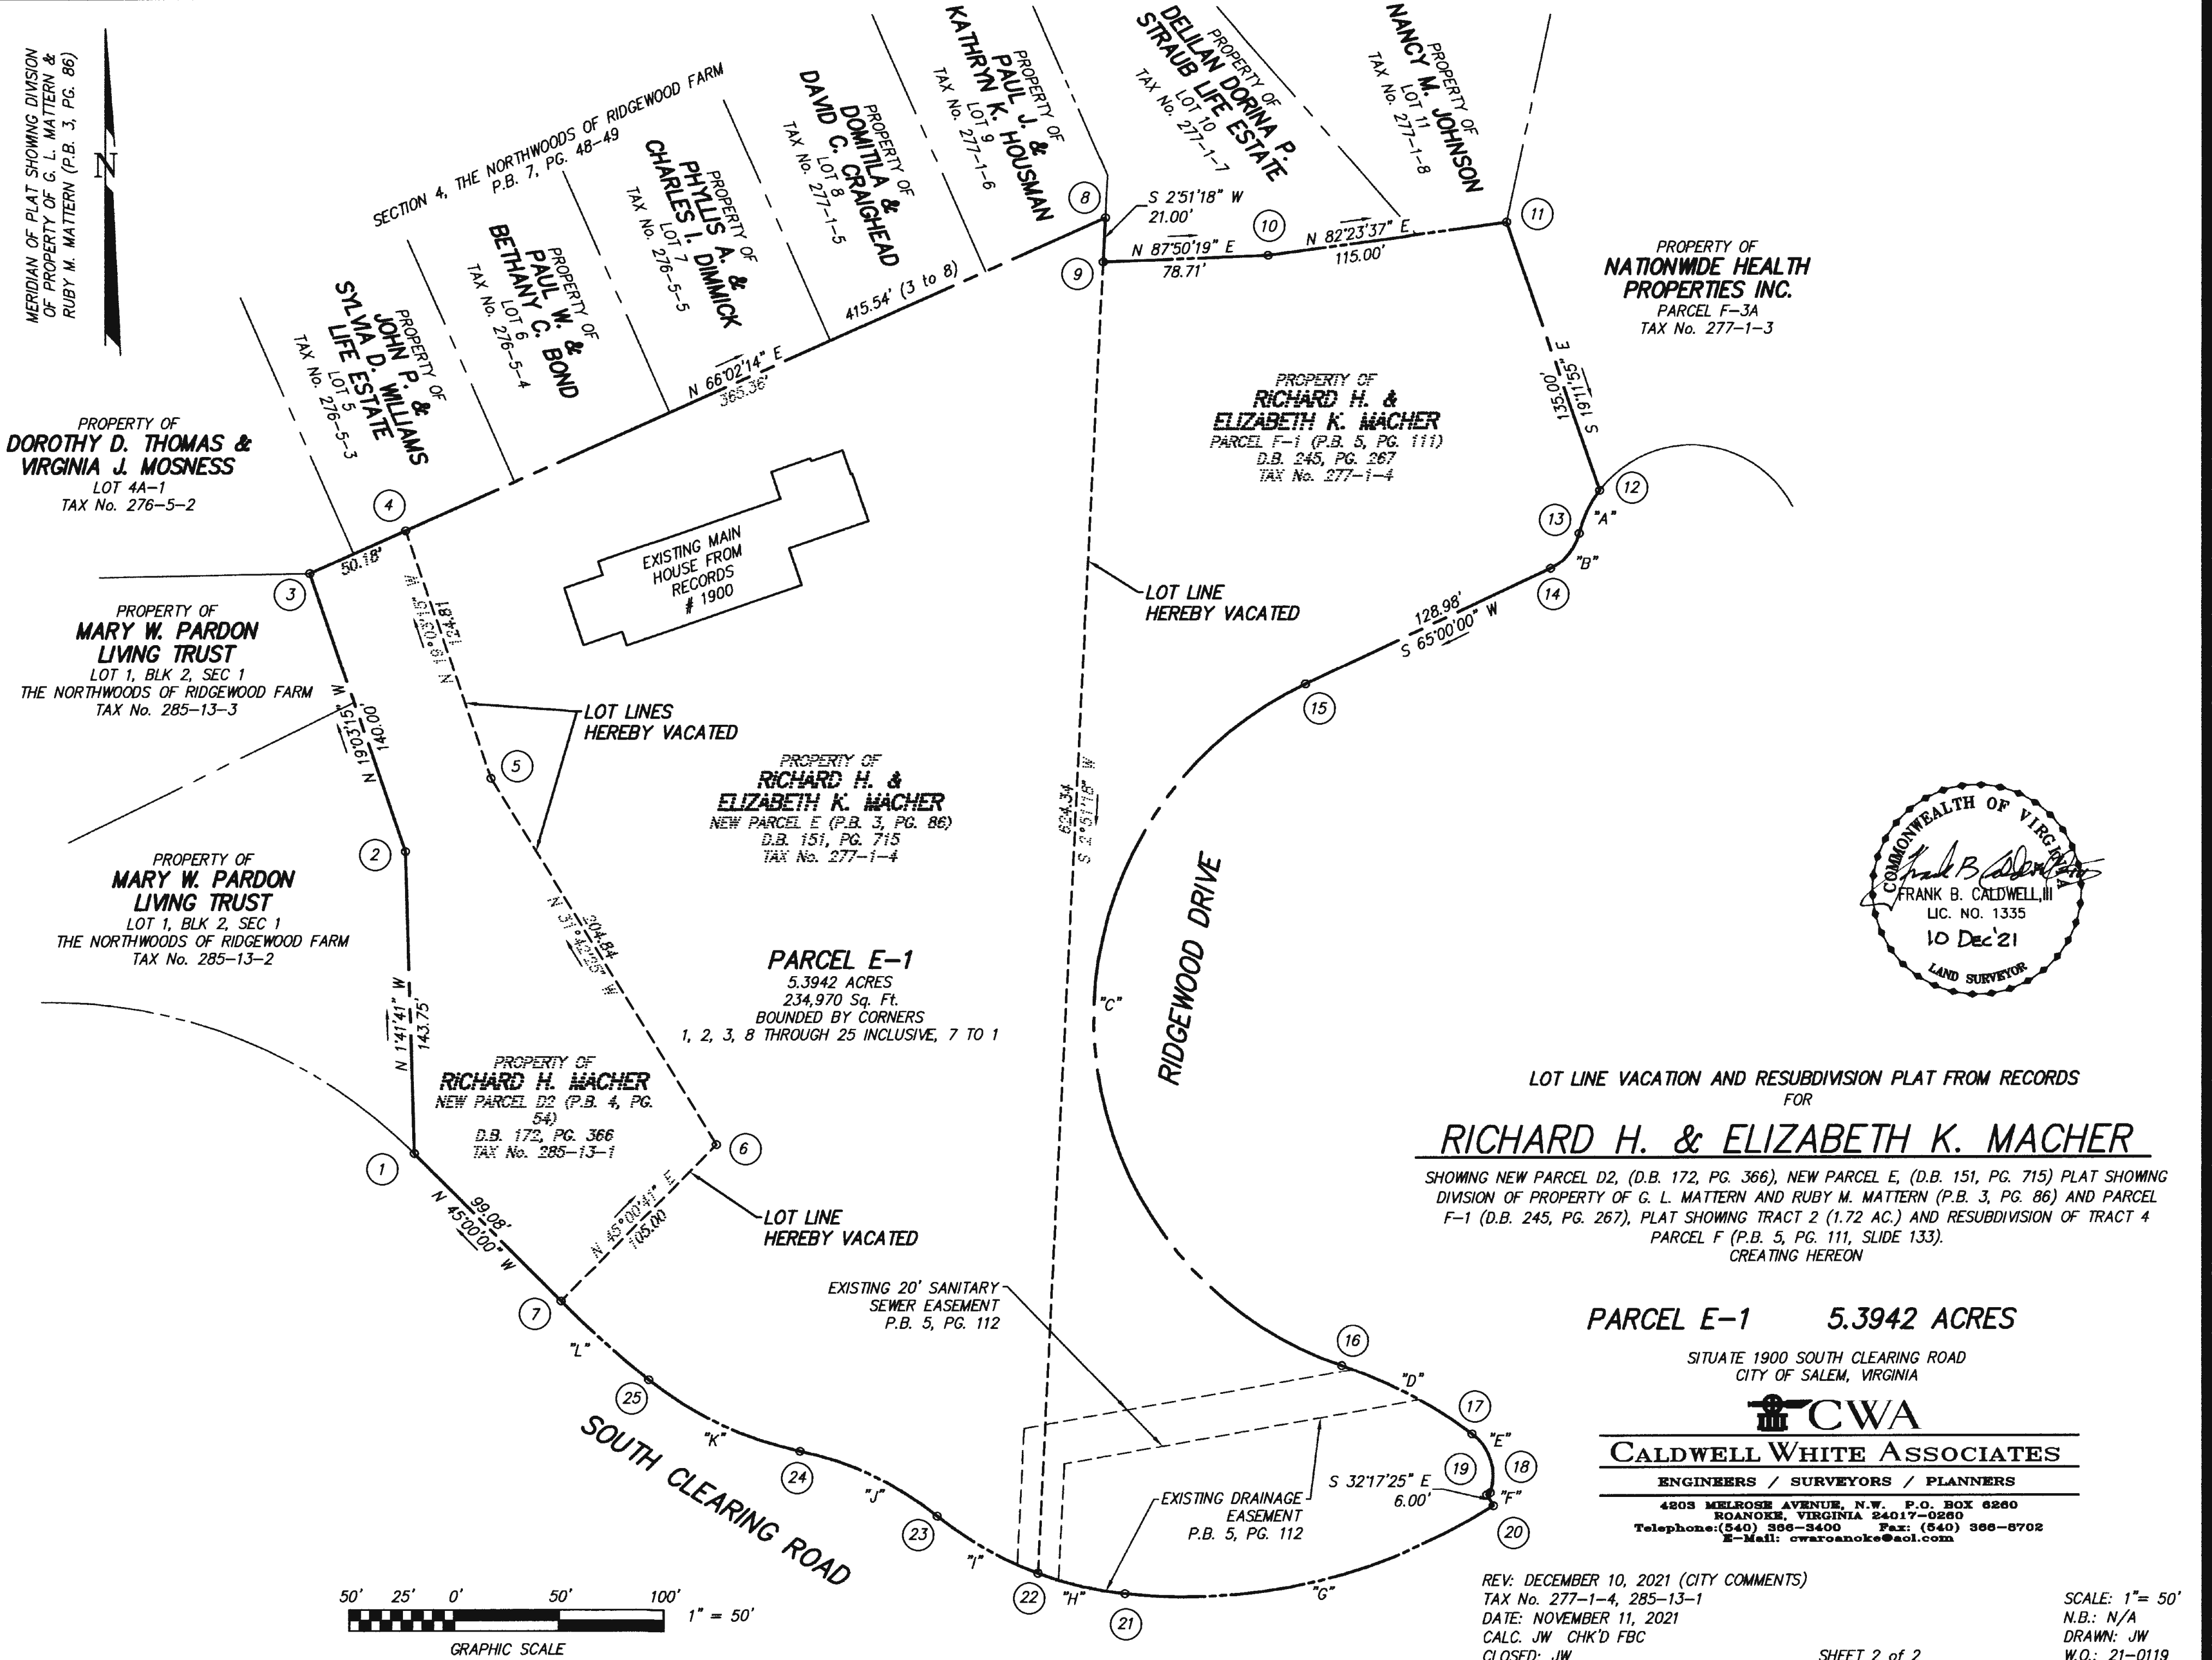 MERIDIAN OF PLAT SHOWING DIVISION
OF PROPERTY OF G. L. MATTERN &
RUBY M. MATTERN (P.B. 3, PG. 86)
N
SECTION 4, THE NORTHWOODS OF RIDGEWOOD FARM
P.B. 7, PG. 48-49
PROPERTY OF
JOHN P. &
SYLVIA D. WILLIAMS
LIFE ESTATE
LOT 5
TAX No. 276-5-3
PROPERTY OF
PAUL W. &
BETHANY C. BOND
LOT 6
TAX No. 276-5-4
PROPERTY OF
PHYLLIS A. &
CHARLES I. DIMMICK
LOT 7
TAX No. 276-5-5
PROPERTY OF
DOMITILA &
DAVID C. CRAIGHEAD
LOT 8
TAX No. 277-1-5
PROPERTY OF
PAUL J. &
KATHRYN K. HOUSMAN
LOT 9
TAX No. 277-1-6
PROPERTY OF
DELILAN DORINA P.
STRAUB LIFE ESTATE
LOT 10
TAX No. 277-1-7
PROPERTY OF
NANCY M. JOHNSON
LOT 11
TAX No. 277-1-8
8
S 2°51'18" W
21.00'
9
N 87°50'19" E
78.71'
10
N 82°23'37" E
115.00'
11
PROPERTY OF
NATIONWIDE HEALTH
PROPERTIES INC.
PARCEL F-3A
TAX No. 277-1-3
415.54' (3 to 8)
N 66°02'14" E
365.36'
S 19°11'55" E
135.00'
PROPERTY OF
RICHARD H. &
ELIZABETH K. MACHER
PARCEL F-1 (P.B. 5, PG. 111)
D.B. 245, PG. 267
TAX No. 277-1-4
PROPERTY OF
DOROTHY D. THOMAS &
VIRGINIA J. MOSNESS
LOT 4A-1
TAX No. 276-5-2
4
50.18'
3
EXISTING MAIN
HOUSE FROM
RECORDS
# 1900
12
"A"
13
"B"
14
LOT LINE
HEREBY VACATED
128.98'
S 65°00'00" W
15
PROPERTY OF
MARY W. PARDON
LIVING TRUST
LOT 1, BLK 2, SEC 1
THE NORTHWOODS OF RIDGEWOOD FARM
TAX No. 285-13-3
N 19°03'15" W
124.81
N 19°03'15" W
140.00'
LOT LINES
HEREBY VACATED
5
2
PROPERTY OF
RICHARD H. &
ELIZABETH K. MACHER
NEW PARCEL E (P.B. 3, PG. 86)
D.B. 151, PG. 715
TAX No. 277-1-4
624.34
S 2°51'18" W
PROPERTY OF
MARY W. PARDON
LIVING TRUST
LOT 1, BLK 2, SEC 1
THE NORTHWOODS OF RIDGEWOOD FARM
TAX No. 285-13-2
204.84
N 31°42'25" W
PARCEL E-1
5.3942 ACRES
234,970 Sq. Ft.
BOUNDED BY CORNERS
1, 2, 3, 8 THROUGH 25 INCLUSIVE, 7 TO 1
"C"
RIDGEWOOD DRIVE
COMMONWEALTH OF VIRGINIA
Frank B Caldwell
FRANK B. CALDWELL, III
LIC. NO. 1335
10 Dec '21
LAND SURVEYOR
N 1°41'41" W
143.75'
PROPERTY OF
RICHARD H. MACHER
NEW PARCEL D2 (P.B. 4, PG.
54)
D.B. 172, PG. 366
TAX No. 285-13-1
1
6
99.08'
N 45°00'00" W
N 45°00'41" E
105.00
LOT LINE
HEREBY VACATED
7
"L"
25
EXISTING 20' SANITARY
SEWER EASEMENT
P.B. 5, PG. 112
16
"D"
17
"E"
19
18
S 32°17'25" E
6.00'
"F"
20
EXISTING DRAINAGE
EASEMENT
P.B. 5, PG. 112
"K"
24
"J"
23
"I"
22
"H"
21
"G"
SOUTH CLEARING ROAD
LOT LINE VACATION AND RESUBDIVISION PLAT FROM RECORDS
FOR
RICHARD H. & ELIZABETH K. MACHER
SHOWING NEW PARCEL D2, (D.B. 172, PG. 366), NEW PARCEL E, (D.B. 151, PG. 715) PLAT SHOWING
DIVISION OF PROPERTY OF G. L. MATTERN AND RUBY M. MATTERN (P.B. 3, PG. 86) AND PARCEL
F-1 (D.B. 245, PG. 267), PLAT SHOWING TRACT 2 (1.72 AC.) AND RESUBDIVISION OF TRACT 4
PARCEL F (P.B. 5, PG. 111, SLIDE 133).
CREATING HEREON
PARCEL E-1 5.3942 ACRES
SITUATE 1900 SOUTH CLEARING ROAD
CITY OF SALEM, VIRGINIA
CWA
CALDWELL WHITE ASSOCIATES
ENGINEERS / SURVEYORS / PLANNERS
4203 MELROSE AVENUE, N.W. P.O. BOX 6260
ROANOKE, VIRGINIA 24017-0260
Telephone:(540) 366-3400 Fax: (540) 366-8702
E-Mail: cwaroanoke@aol.com
50' 25' 0' 50' 100'
1" = 50'
GRAPHIC SCALE
REV: DECEMBER 10, 2021 (CITY COMMENTS)
TAX No. 277-1-4, 285-13-1
DATE: NOVEMBER 11, 2021
CALC. JW CHK'D FBC
CLOSED: JW
SHEET 2 of 2
SCALE: 1"= 50'
N.B.: N/A
DRAWN: JW
W.O.: 21-0119